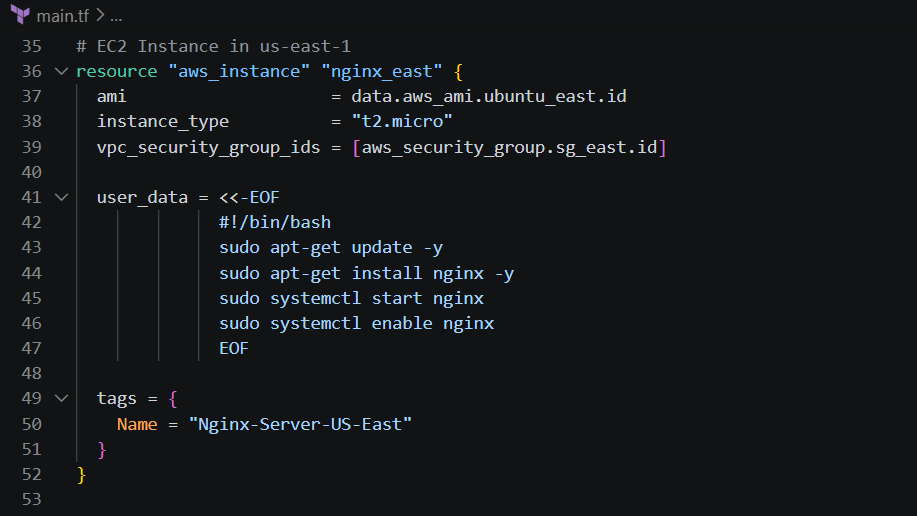 main.tf > ...
35 # EC2 Instance in us-east-1
36 resource "aws_instance" "nginx_east" {
37 ami = data.aws_ami.ubuntu_east.id
38 instance_type = "t2.micro"
39 vpc_security_group_ids = [aws_security_group.sg_east.id]
40
41 user_data = <<-EOF
42 #!/bin/bash
43 sudo apt-get update -y
44 sudo apt-get install nginx -y
45 sudo systemctl start nginx
46 sudo systemctl enable nginx
47 EOF
48
49 tags = {
50 Name = "Nginx-Server-US-East"
51 }
52 }
53